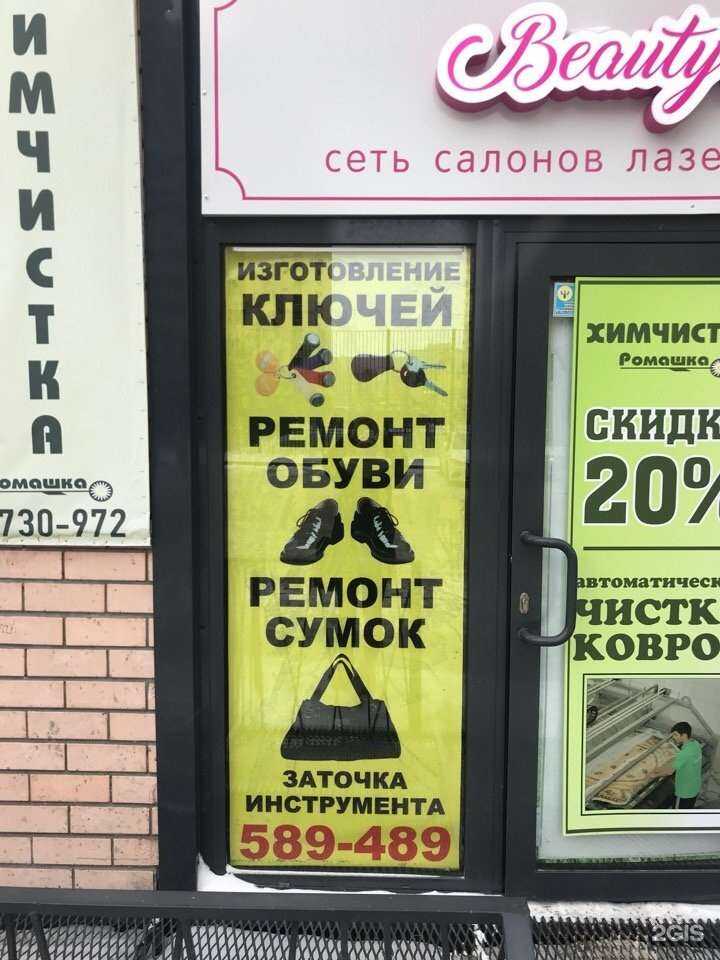 ИМЧИСТКА
омашка
730-972
Beauty
сеть салонов лазе
ИЗГОТОВЛЕНИЕ
КЛЮЧЕЙ
РЕМОНТ
ОБУВИ
РЕМОНТ
СУМОК
ЗАТОЧКА
ИНСТРУМЕНТА
589-489
ХИМЧИСТ
Ромашка
СКИДК
20%
автоматическ
ЧИСТК
КОВРО
2GIS